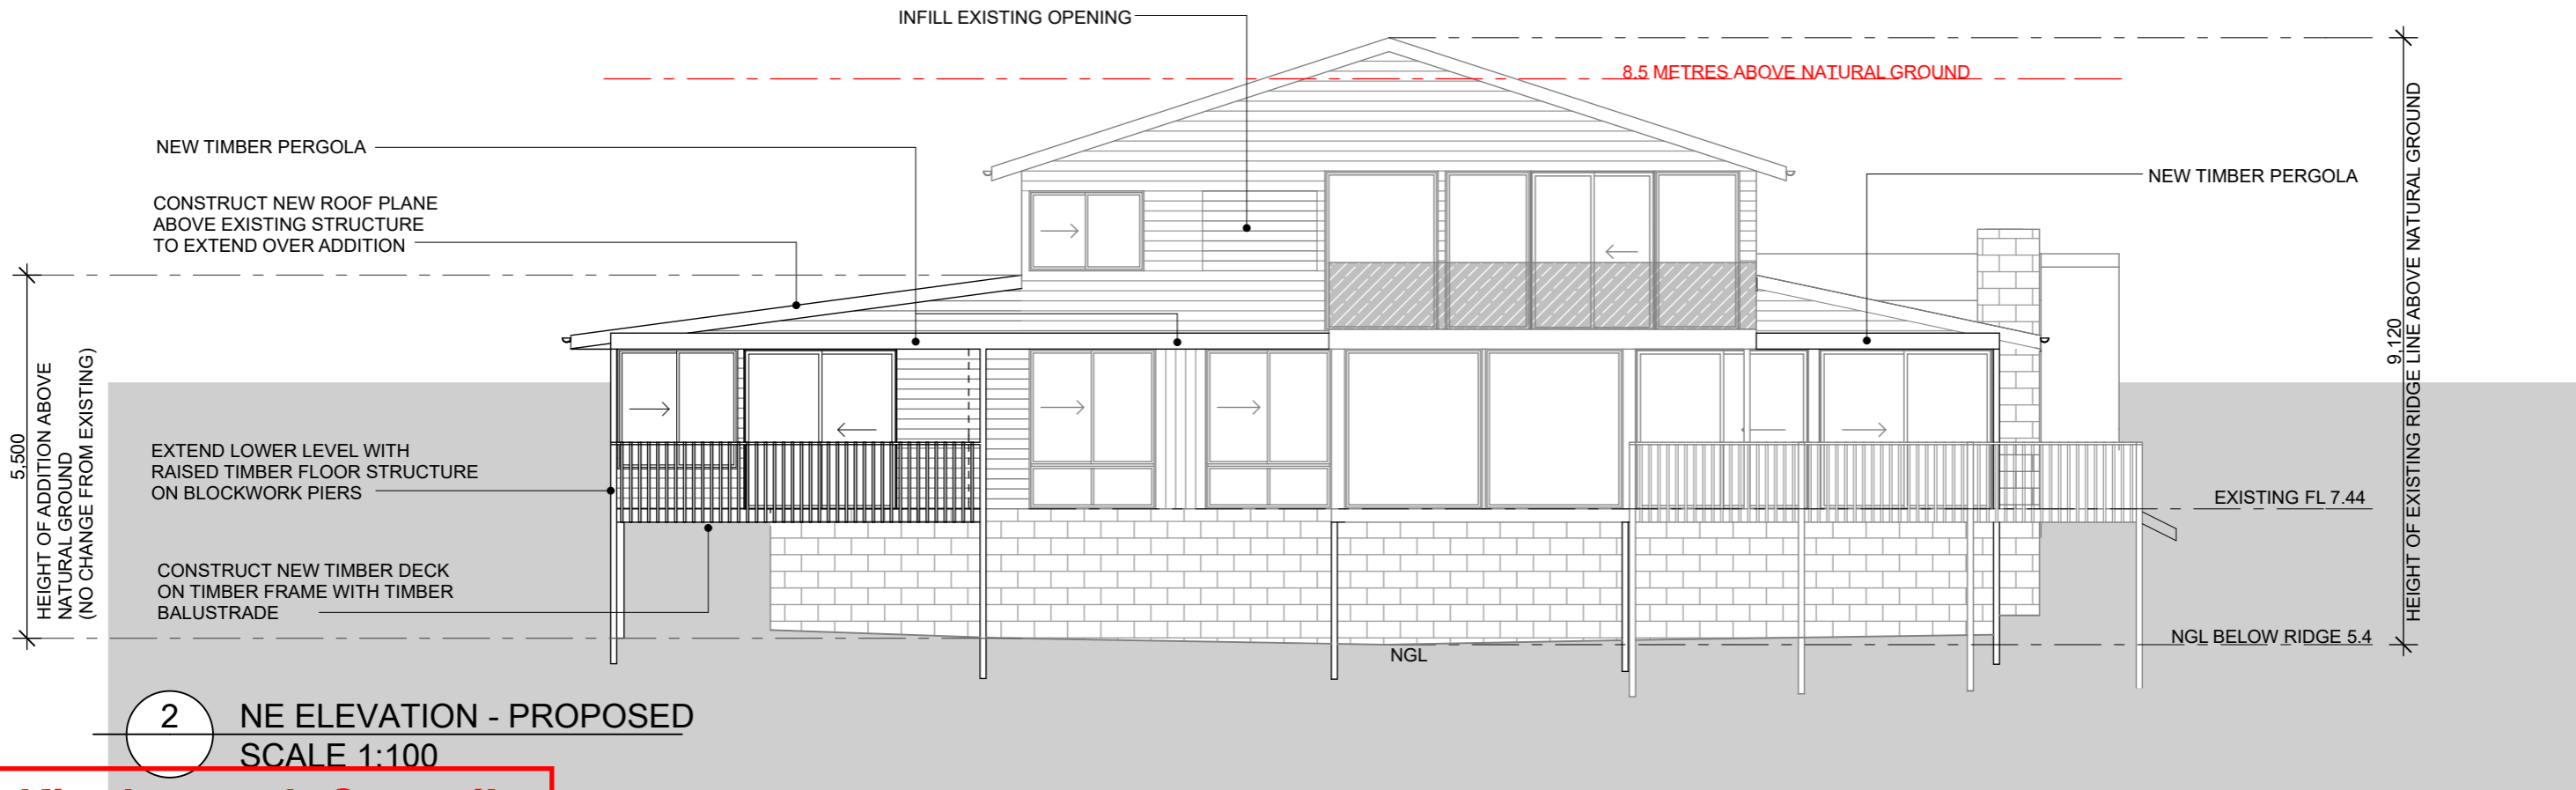 INFILL EXISTING OPENING
8.5 METRES ABOVE NATURAL GROUND
NEW TIMBER PERGOLA
NEW TIMBER PERGOLA
CONSTRUCT NEW ROOF PLANE
ABOVE EXISTING STRUCTURE
TO EXTEND OVER ADDITION
5,500
HEIGHT OF ADDITION ABOVE
NATURAL GROUND
(NO CHANGE FROM EXISTING)
9,120
HEIGHT OF EXISTING RIDGE LINE ABOVE NATURAL GROUND
EXTEND LOWER LEVEL WITH
RAISED TIMBER FLOOR STRUCTURE
ON BLOCKWORK PIERS
EXISTING FL 7.44
CONSTRUCT NEW TIMBER DECK
ON TIMBER FRAME WITH TIMBER
BALUSTRADE
NGL BELOW RIDGE 5.4
NGL
2
NE ELEVATION - PROPOSED
SCALE 1:100